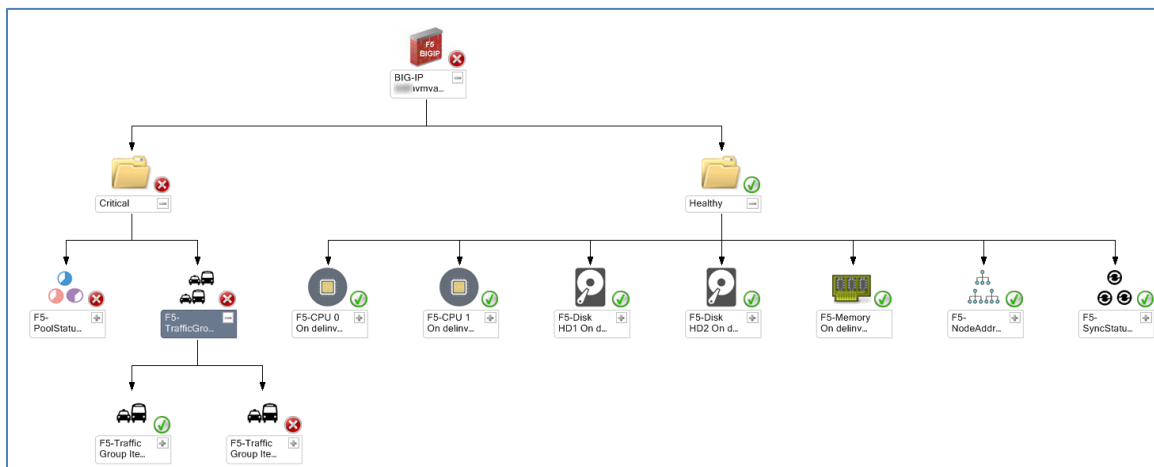 F5
BIGIP
BIG-IP
avmva...
Critical
Healthy
F5-
PoolStatu...
F5-
TrafficGro...
F5-CPU 0
On delinv...
F5-CPU 1
On delinv...
F5-Disk
HD1 On d...
F5-Disk
HD2 On d...
F5-Memory
On delinv...
F5-
NodeAddr...
F5-
SyncStatu...
F5-Traffic
Group Ite...
F5-Traffic
Group Ite...